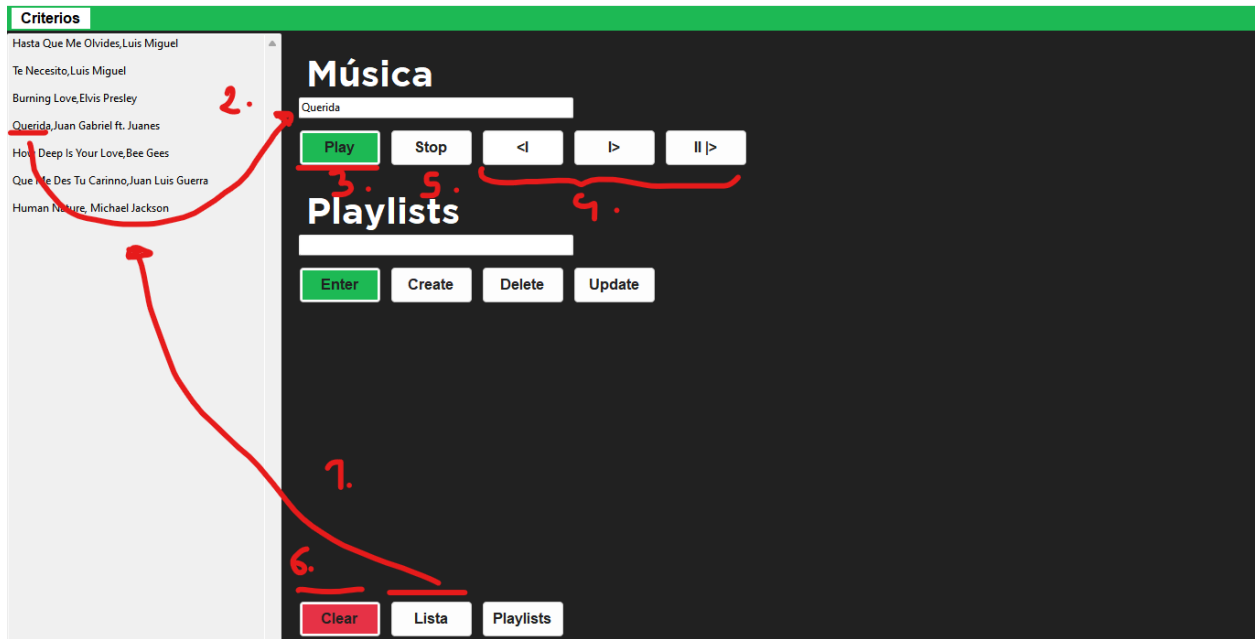 Criterios
Hasta Que Me Olvides,Luis Miguel
Te Necesito,Luis Miguel
Burning Love,Elvis Presley
Querida,Juan Gabriel ft. Juanes
How Deep Is Your Love,Bee Gees
Que Me Des Tu Carinno,Juan Luis Guerra
Human Nature, Michael Jackson
2.
Música
Querida
Play Stop <| |> || |>
3. 5. 4.
Playlists
Enter Create Delete Update
1.
6.
Clear Lista Playlists